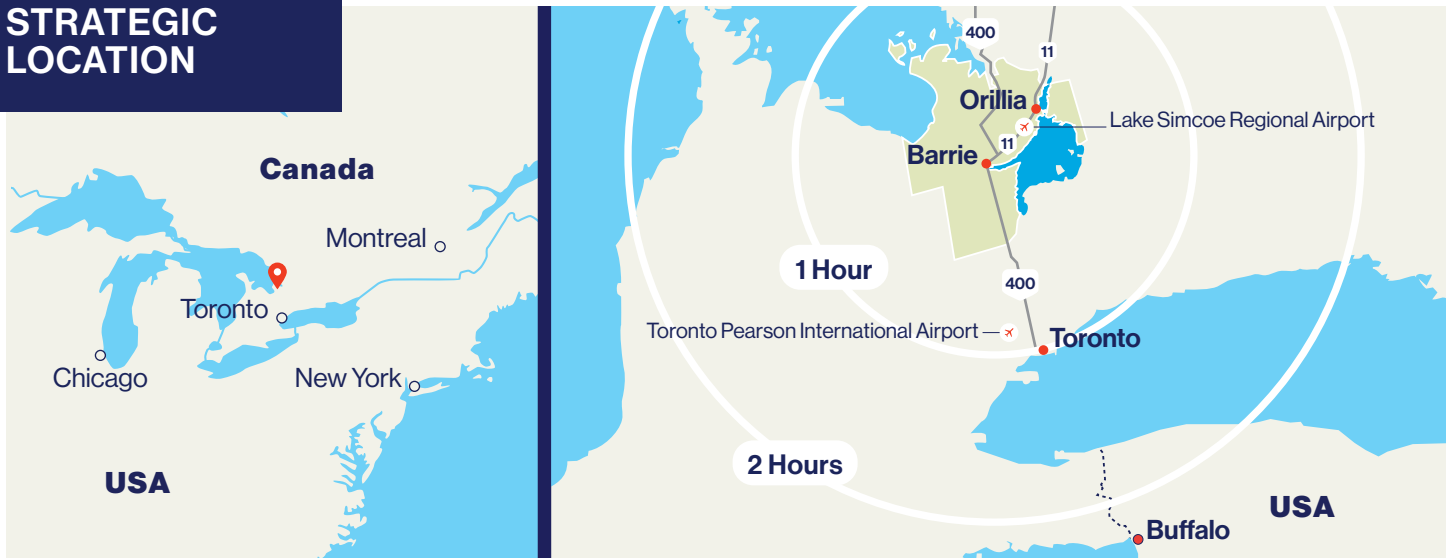 STRATEGIC
LOCATION
Canada
Montreal
Toronto
Chicago
New York
USA
400
11
Orillia
Lake Simcoe Regional Airport
11
Barrie
1 Hour
400
Toronto Pearson International Airport
Toronto
2 Hours
USA
Buffalo